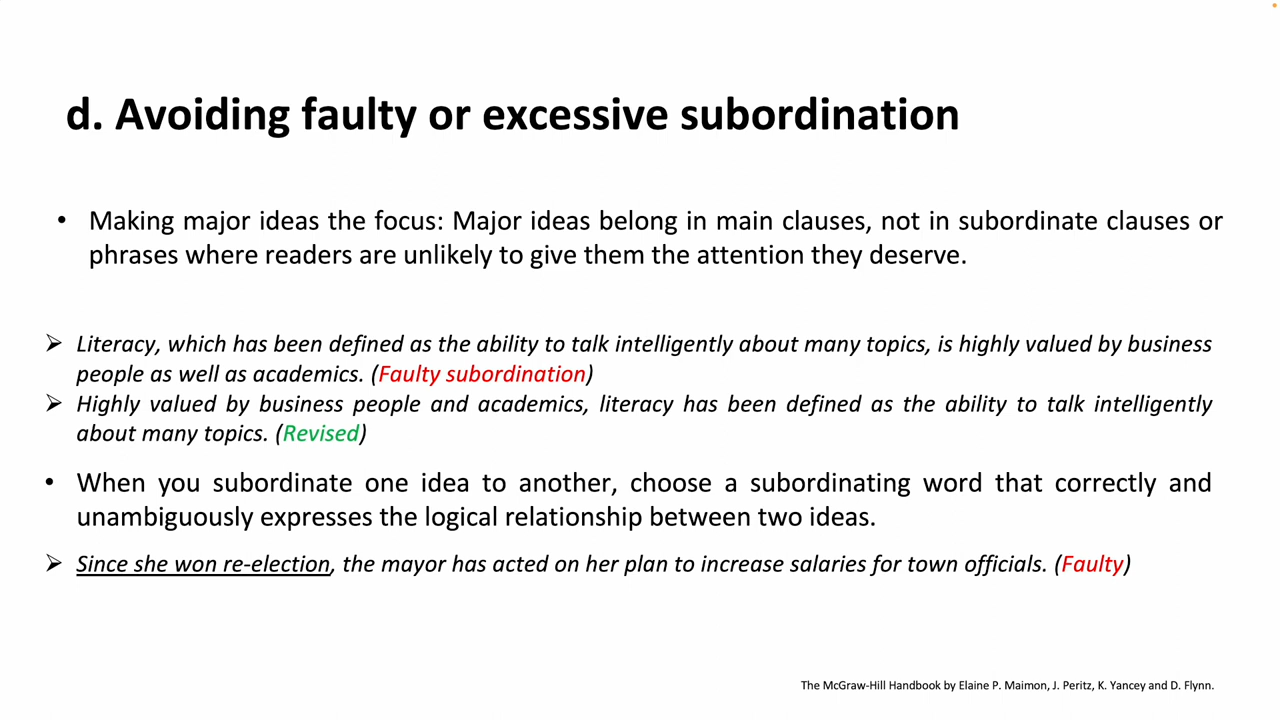 d. Avoiding faulty or excessive subordination
• Making major ideas the focus: Major ideas belong in main clauses, not in subordinate clauses or
phrases where readers are unlikely to give them the attention they deserve.
➢ Literacy, which has been defined as the ability to talk intelligently about many topics, is highly valued by business
people as well as academics. (Faulty subordination)
➢ Highly valued by business people and academics, literacy has been defined as the ability to talk intelligently
about many topics. (Revised)
• When you subordinate one idea to another, choose a subordinating word that correctly and
unambiguously expresses the logical relationship between two ideas.
➢ Since she won re-election, the mayor has acted on her plan to increase salaries for town officials. (Faulty)
The McGraw-Hill Handbook by Elaine P. Maimon, J. Peritz, K. Yancey and D. Flynn.